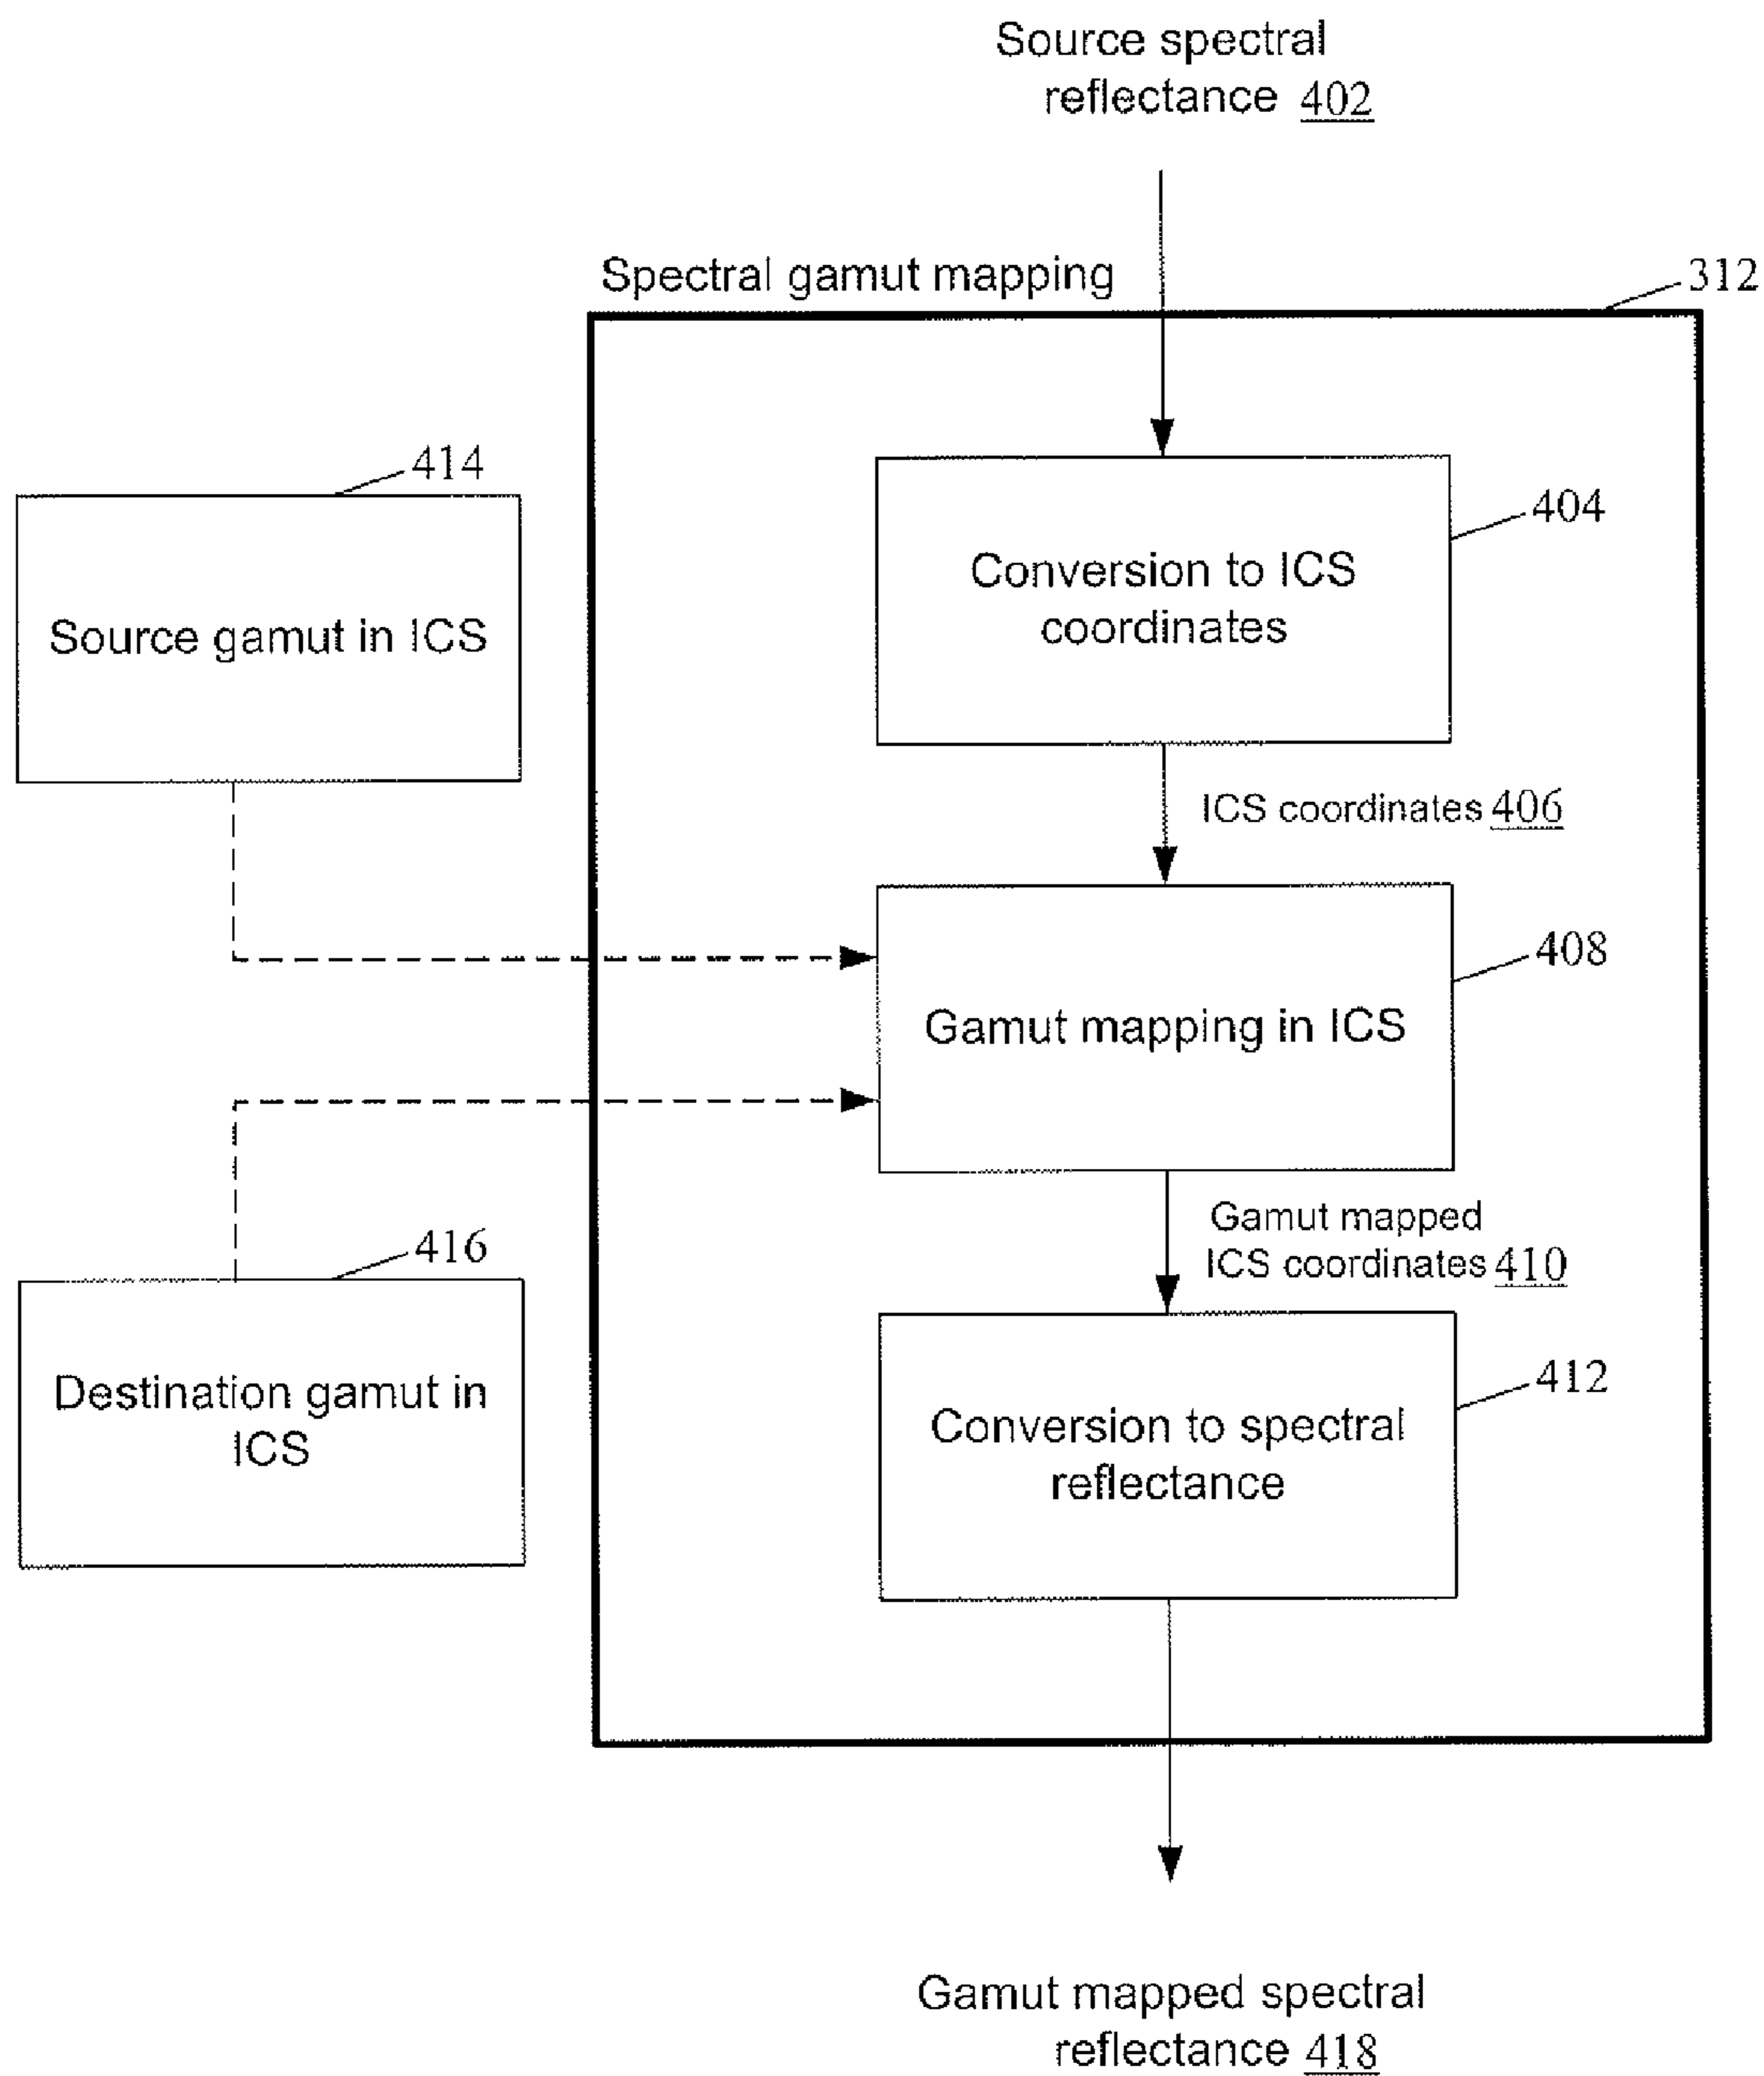 Source spectral
reflectance 402
Spectral gamut mapping
312
414
Source gamut in ICS
404
Conversion to ICS
coordinates
ICS coordinates 406
408
Gamut mapping in ICS
Gamut mapped
ICS coordinates 410
416
Destination gamut in
ICS
412
Conversion to spectral
reflectance
Gamut mapped spectral
reflectance 418